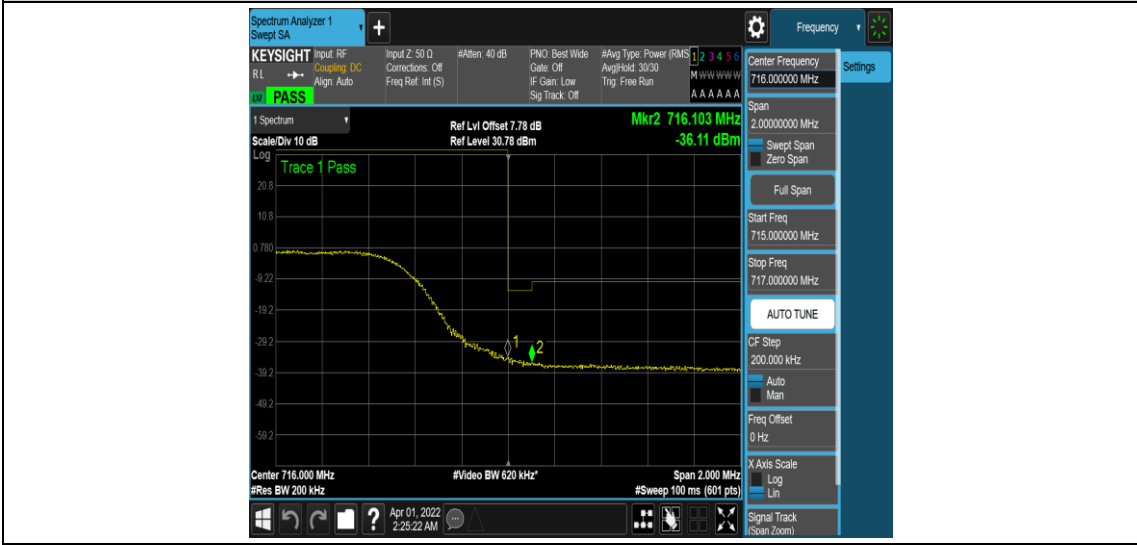 Spectrum Analyzer 1
Swept SA
+
Frequency
KEYSIGHT
RL
PASS
Input: RF
Coupling: DC
Align: Auto
Input Z: 50 Ω
Corrections: Off
Freq Ref: Int (S)
#Atten: 40 dB
PNO: Best Wide
Gate: Off
IF Gain: Low
Sig Track: Off
#Avg Type: Power (RMS
Avg|Hold: 30/30
Trig: Free Run
1 2 3 4 5 6
M W W W W W
A A A A A A
1 Spectrum
Scale/Div 10 dB
Ref Lvl Offset 7.78 dB
Ref Level 30.78 dBm
Mkr2 716.103 MHz
-36.11 dBm
Log
Trace 1 Pass
20.8
10.8
0.780
-9.22
-19.2
-29.2
-39.2
-49.2
-59.2
1
2
Center 716.000 MHz
#Video BW 620 kHz*
Span 2.000 MHz
#Res BW 200 kHz
#Sweep 100 ms (601 pts)
Center Frequency
716.000000 MHz
Settings
Span
2.00000000 MHz
Swept Span
Zero Span
Full Span
Start Freq
715.000000 MHz
Stop Freq
717.000000 MHz
AUTO TUNE
CF Step
200.000 kHz
Auto
Man
Freq Offset
0 Hz
X Axis Scale
Log
Lin
Signal Track
(Span Zoom)
?
Apr 01, 2022
2:25:22 AM